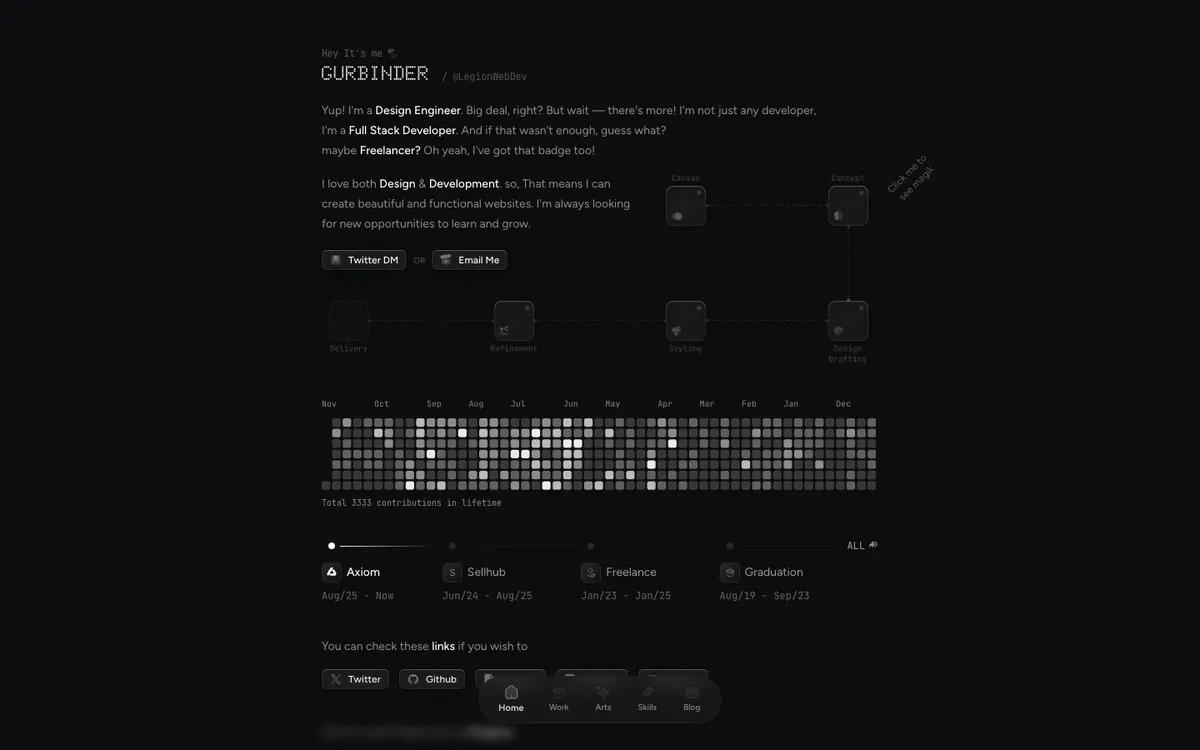 Hey It's me
GURBINDER / @LegionWebDev
Yup! I'm a Design Engineer. Big deal, right? But wait — there's more! I'm not just any developer,
I'm a Full Stack Developer. And if that wasn't enough, guess what?
maybe Freelancer? Oh yeah, I've got that badge too!
I love both Design & Development. so, That means I can
create beautiful and functional websites. I'm always looking
for new opportunities to learn and grow.
Twitter DM OR Email Me
Canvas Concept
Click me to
see magik
Delivery Refinement Styling Design
Drafting
Nov Oct Sep Aug Jul Jun May Apr Mar Feb Jan Dec
Total 3333 contributions in lifetime
ALL
Axiom S Sellhub Freelance Graduation
Aug/25 - Now Jun/24 - Aug/25 Jan/23 - Jan/25 Aug/19 - Sep/23
You can check these links if you wish to
Twitter Github
Home Work Arts Skills Blog